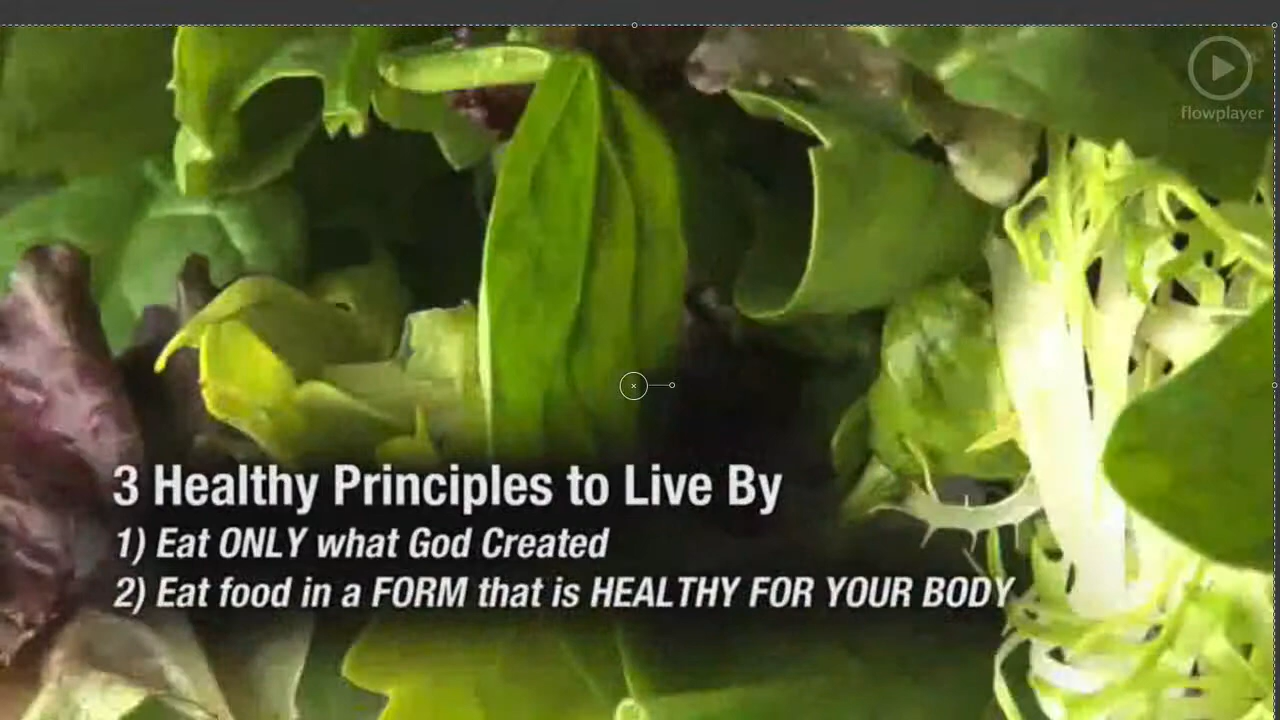 flowplayer
3 Healthy Principles to Live By
1) Eat ONLY what God Created
2) Eat food in a FORM that is HEALTHY FOR YOUR BODY